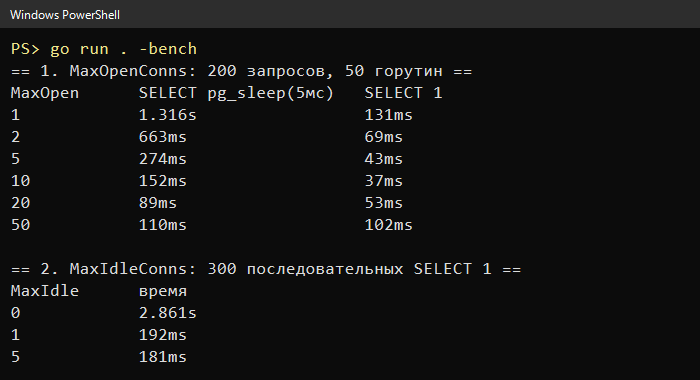 Windows PowerShell
PS> go run . -bench
== 1. MaxOpenConns: 200 запросов, 50 горутин ==
MaxOpen SELECT pg_sleep(5мс) SELECT 1
1 1.316s 131ms
2 663ms 69ms
5 274ms 43ms
10 152ms 37ms
20 89ms 53ms
50 110ms 102ms
== 2. MaxIdleConns: 300 последовательных SELECT 1 ==
MaxIdle время
0 2.861s
1 192ms
5 181ms